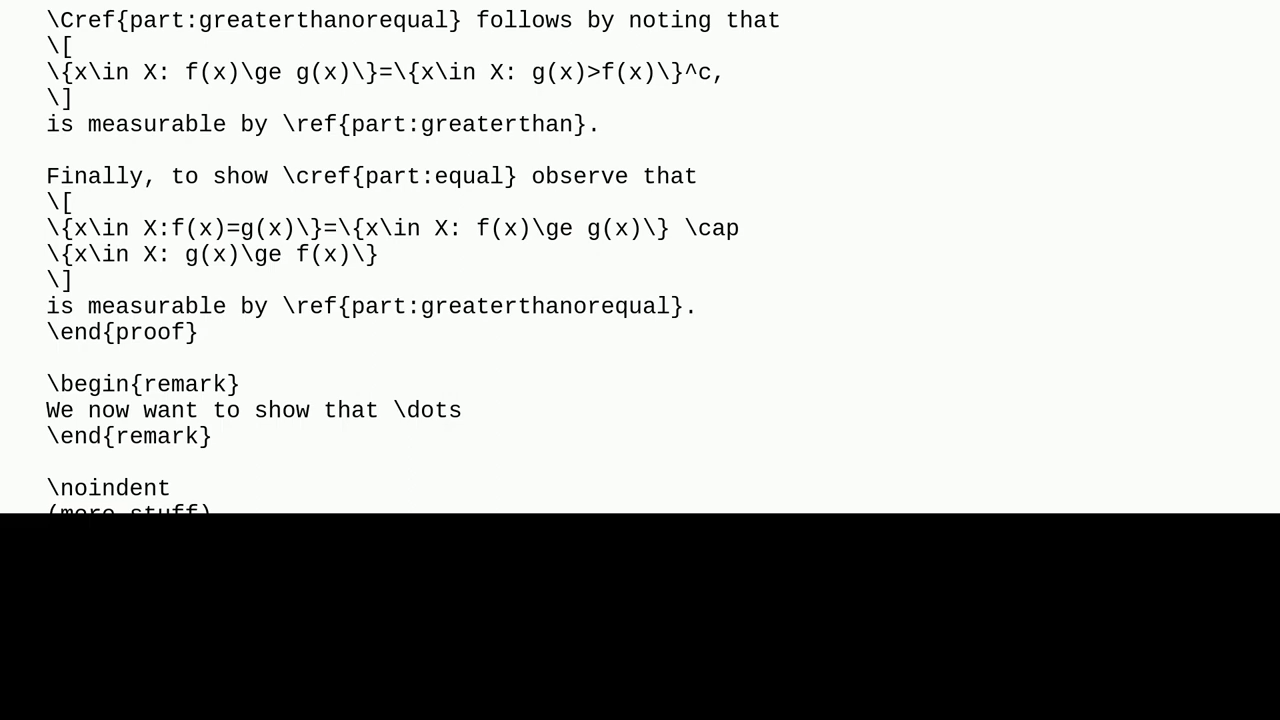 \Cref{part:greaterthanorequal} follows by noting that
\[
\{x\in X: f(x)\ge g(x)\}=\{x\in X: g(x)>f(x)\}^c,
\]
is measurable by \ref{part:greaterthan}.
Finally, to show \cref{part:equal} observe that
\[
\{x\in X:f(x)=g(x)\}=\{x\in X: f(x)\ge g(x)\} \cap
\{x\in X: g(x)\ge f(x)\}
\]
is measurable by \ref{part:greaterthanorequal}.
\end{proof}
\begin{remark}
We now want to show that \dots
\end{remark}
\noindent
(more stuff)